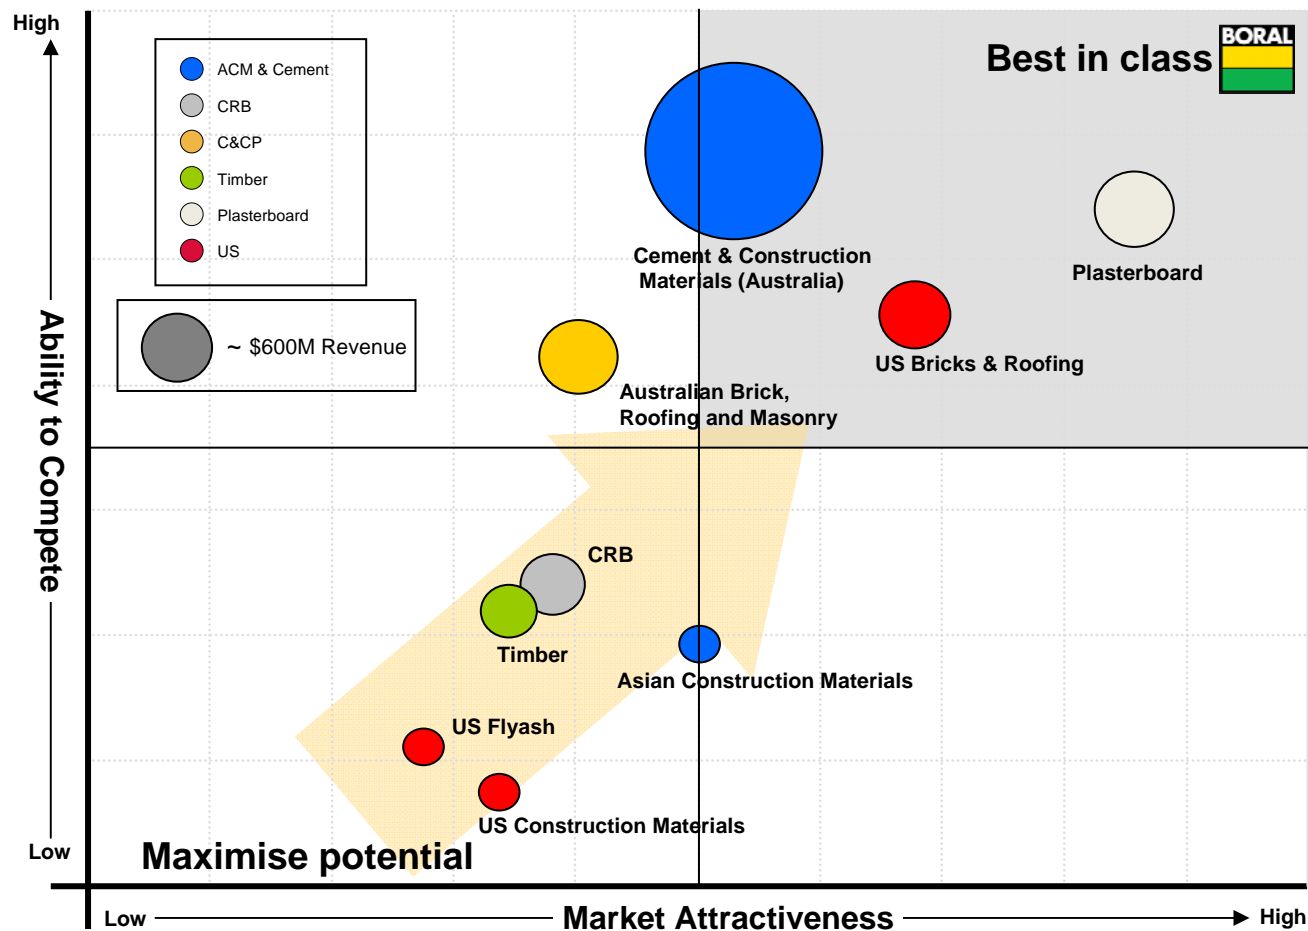 High
BORAL
Best in class
ACM & Cement
CRB
C&CP
Timber
Plasterboard
US
Cement & Construction
Materials (Australia)
Plasterboard
~ $600M Revenue
US Bricks & Roofing
Australian Brick,
Roofing and Masonry
Ability to Compete
CRB
Timber
Asian Construction Materials
US Flyash
US Construction Materials
Low
Maximise potential
Low
Market Attractiveness
High